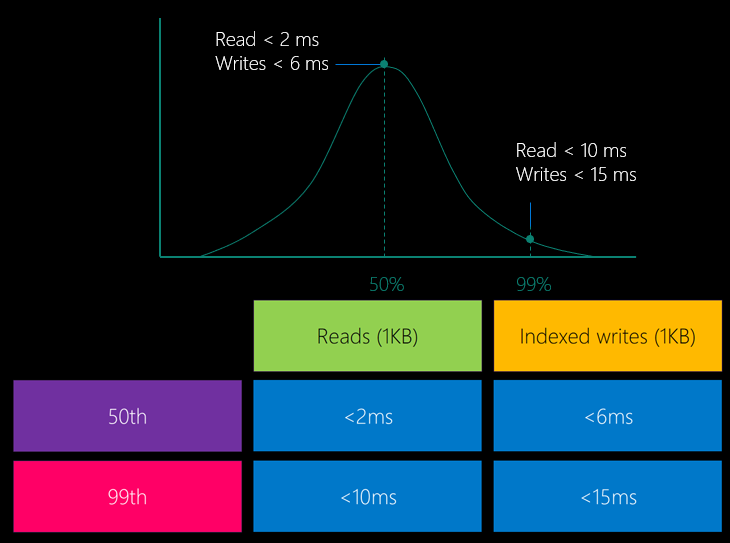 Read < 2 ms
Writes < 6 ms
Read < 10 ms
Writes < 15 ms
50%
99%
Reads (1KB)
Indexed writes (1KB)
50th
<2ms
<6ms
99th
<10ms
<15ms